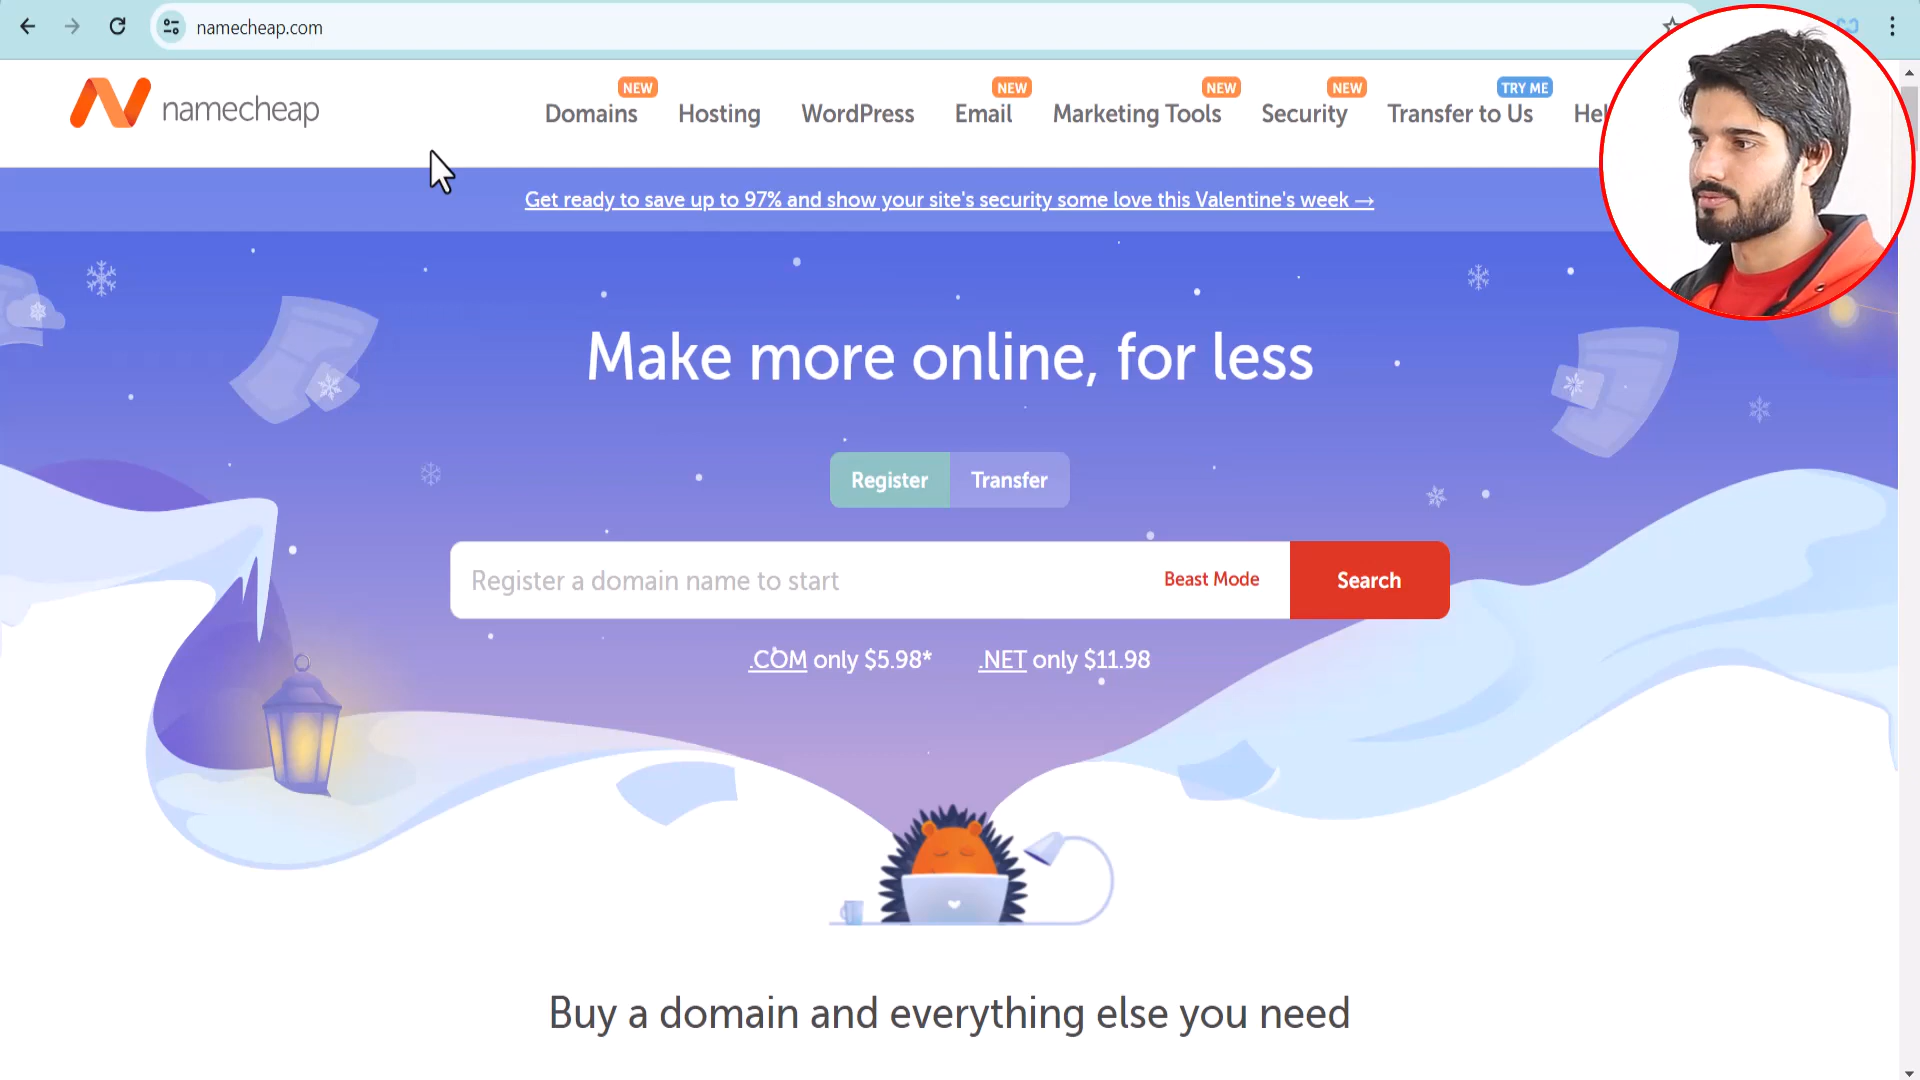 namecheap.com
namecheap
NEW NEW NEW NEW TRY ME
Domains Hosting WordPress Email Marketing Tools Security Transfer to Us
Get ready to save up to 97% and show your site's security some love this Valentine's week →
Make more online, for less
Register Transfer
Register a domain name to start Beast Mode Search
.COM only $5.98* .NET only $11.98
Buy a domain and everything else you need